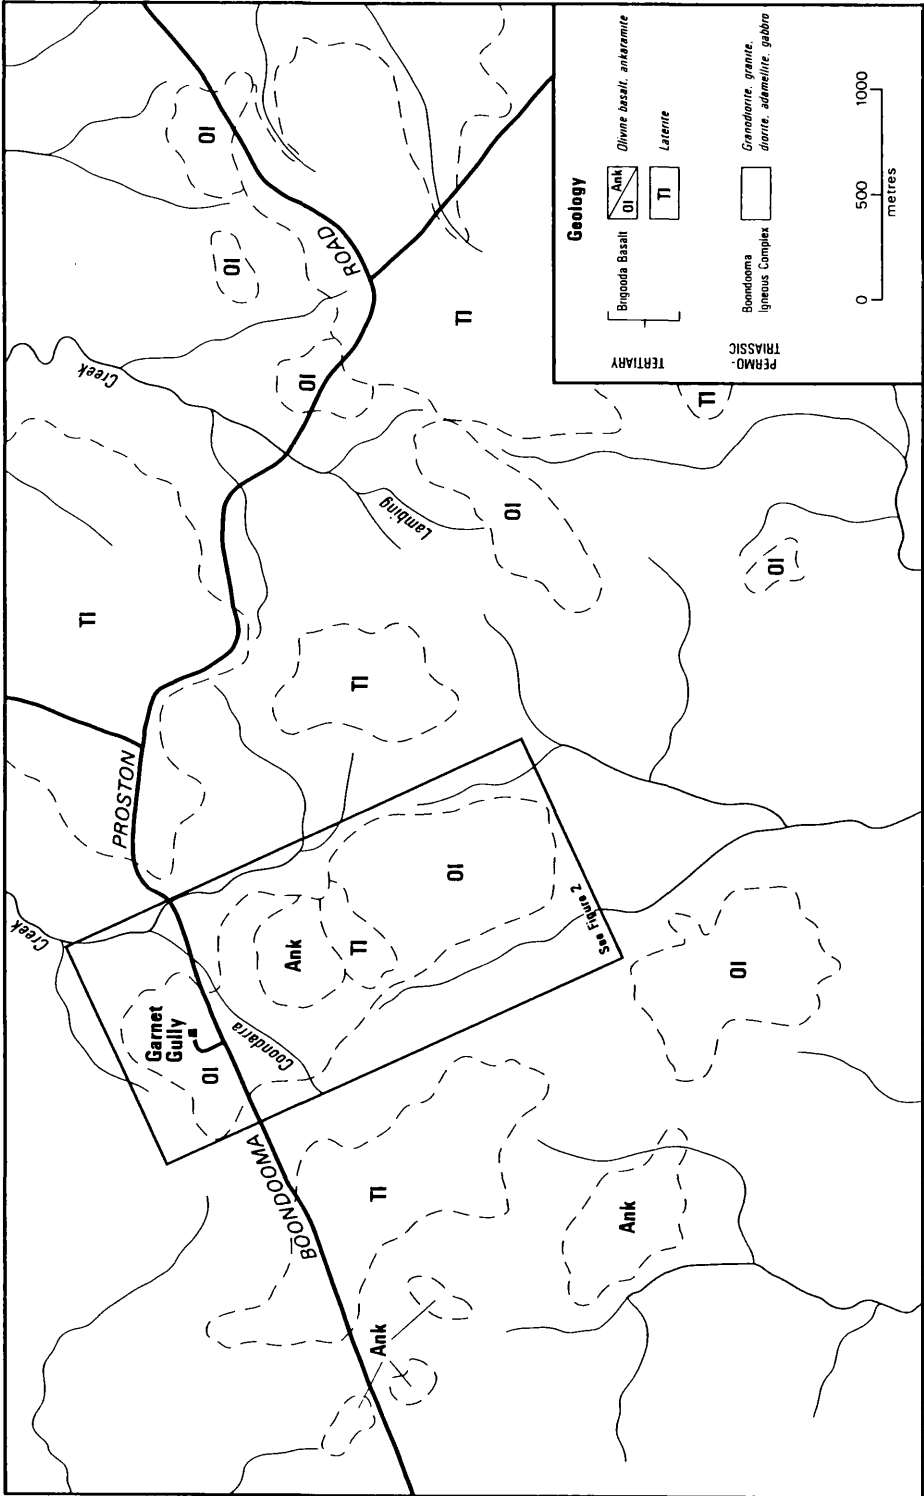 Creek
PROSTON
ROAD
Creek
Ol
Ol
Ol
Tl
Tl
Garnet
Gully
Ol
Coondarra
Ank
Tl
Ol
See Figure 2
BOONDOOMA
Tl
Ank
Ank
Ol
Tl
Lambing
Ol
Ol
Tl
Geology
TERTIARY
Brigooda Basalt
Ol
Ank
Olivine basalt, ankaramite
Tl
Laterite
PERMO-
TRIASSIC
Boondooma
Igneous Complex
Granodiorite, granite,
diorite, adamellite, gabbro
0 500 1000
metres